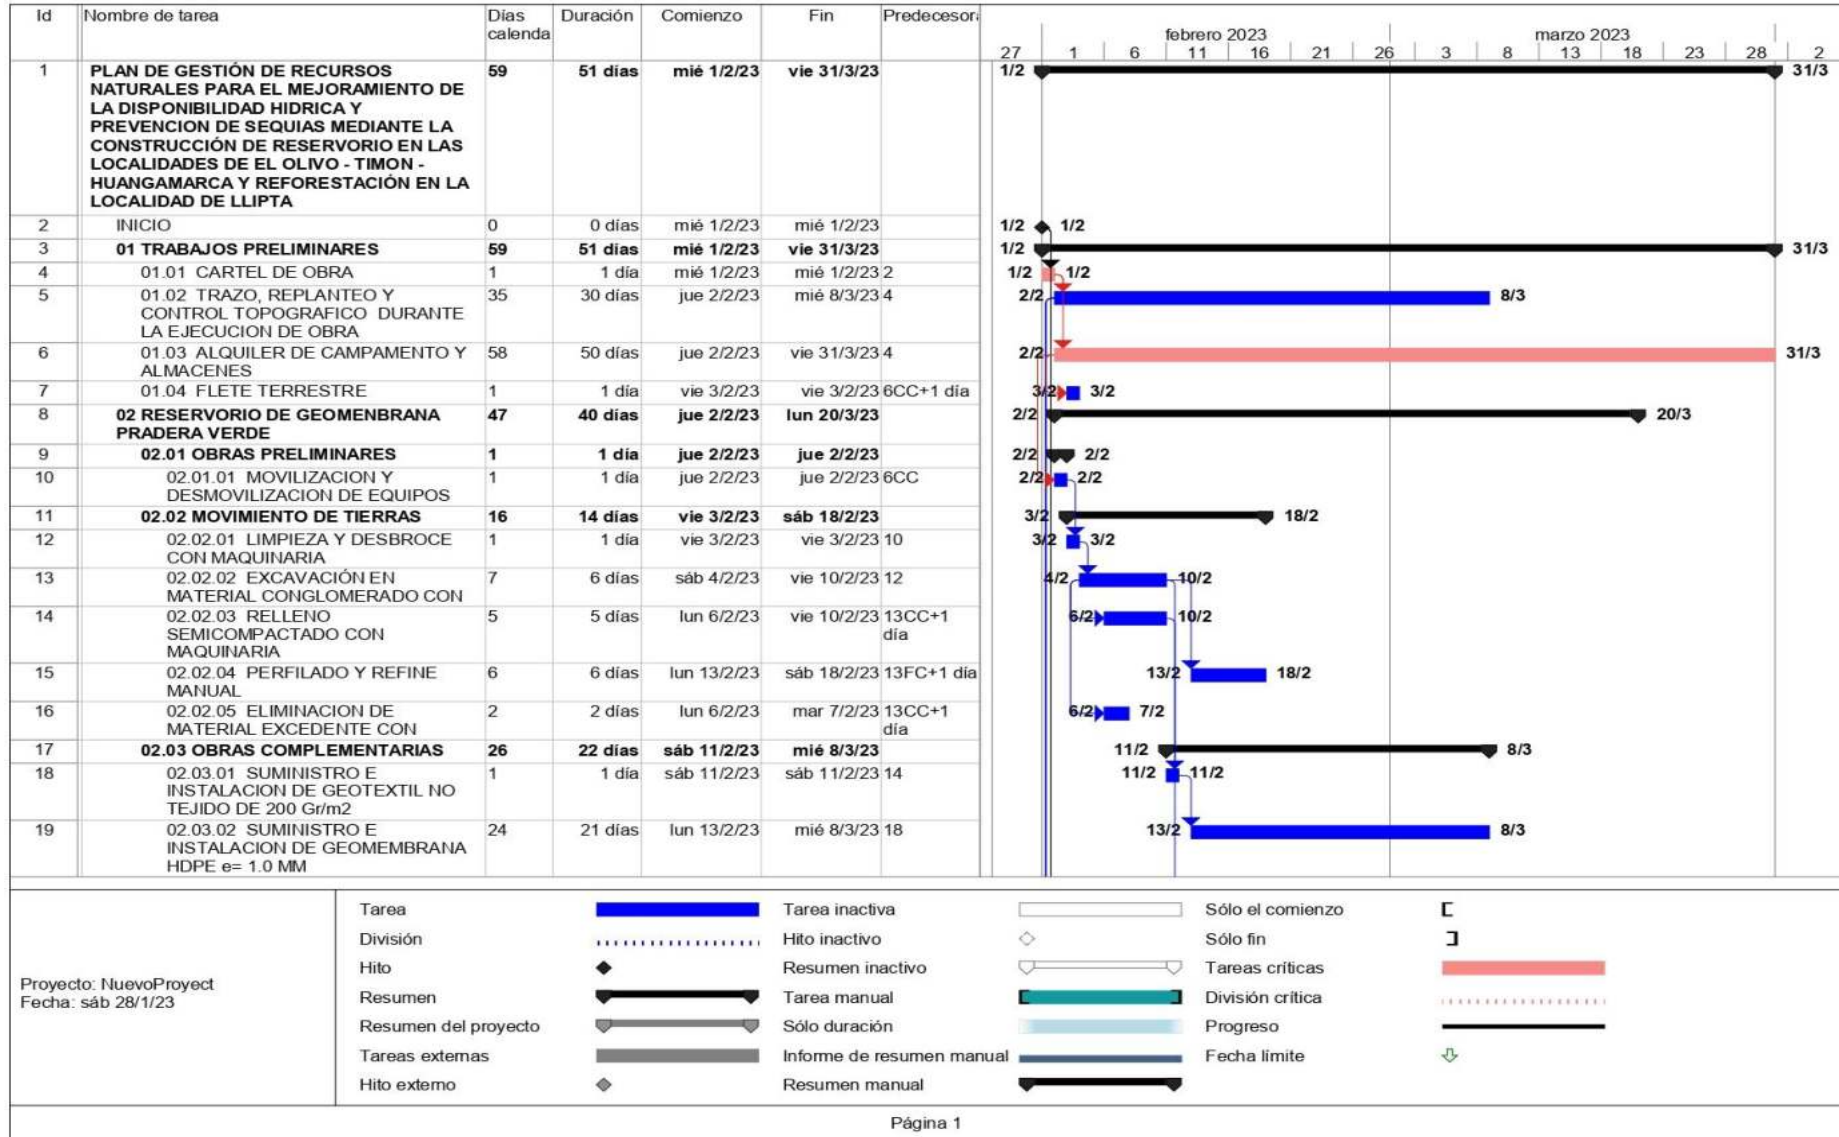 Id Nombre de tarea Días calenda Duración Comienzo Fin Predecesor
febrero 2023 marzo 2023
27 1 6 11 16 21 26 3 8 13 18 23 28 2
1 PLAN DE GESTIÓN DE RECURSOS 59 51 días mié 1/2/23 vie 31/3/23 1/2 31/3
NATURALES PARA EL MEJORAMIENTO DE
LA DISPONIBILIDAD HIDRICA Y
PREVENCION DE SEQUIAS MEDIANTE LA
CONSTRUCCIÓN DE RESERVORIO EN LAS
LOCALIDADES DE EL OLIVO - TIMON -
HUANGAMARCA Y REFORESTACIÓN EN LA
LOCALIDAD DE LLIPTA
2 INICIO 0 0 días mié 1/2/23 mié 1/2/23 1/2 1/2
3 01 TRABAJOS PRELIMINARES 59 51 días mié 1/2/23 vie 31/3/23 1/2 31/3
4 01.01 CARTEL DE OBRA 1 1 día mié 1/2/23 mié 1/2/23 2 1/2 1/2
5 01.02 TRAZO, REPLANTEO Y 35 30 días jue 2/2/23 mié 8/3/23 4 2/2 8/3
CONTROL TOPOGRAFICO DURANTE
LA EJECUCION DE OBRA
6 01.03 ALQUILER DE CAMPAMENTO Y 58 50 días jue 2/2/23 vie 31/3/23 4 2/2 31/3
ALMACENES
7 01.04 FLETE TERRESTRE 1 1 día vie 3/2/23 vie 3/2/23 6CC+1 día 3/2 3/2
8 02 RESERVORIO DE GEOMENBRANA 47 40 días jue 2/2/23 lun 20/3/23 2/2 20/3
PRADERA VERDE
9 02.01 OBRAS PRELIMINARES 1 1 día jue 2/2/23 jue 2/2/23 2/2 2/2
10 02.01.01 MOVILIZACION Y 1 1 día jue 2/2/23 jue 2/2/23 6CC 2/2 2/2
DESMOVILIZACION DE EQUIPOS
11 02.02 MOVIMIENTO DE TIERRAS 16 14 días vie 3/2/23 sáb 18/2/23 3/2 18/2
12 02.02.01 LIMPIEZA Y DESBROCE 1 1 día vie 3/2/23 vie 3/2/23 10 3/2 3/2
CON MAQUINARIA
13 02.02.02 EXCAVACIÓN EN 7 6 días sáb 4/2/23 vie 10/2/23 12 4/2 10/2
MATERIAL CONGLOMERADO CON
14 02.02.03 RELLENO 5 5 días lun 6/2/23 vie 10/2/23 13CC+1 6/2 10/2
SEMICOMPACTADO CON día
MAQUINARIA
15 02.02.04 PERFILADO Y REFINE 6 6 días lun 13/2/23 sáb 18/2/23 13FC+1 día 13/2 18/2
MANUAL
16 02.02.05 ELIMINACION DE 2 2 días lun 6/2/23 mar 7/2/23 13CC+1 6/2 7/2
MATERIAL EXCEDENTE CON día
17 02.03 OBRAS COMPLEMENTARIAS 26 22 días sáb 11/2/23 mié 8/3/23 11/2 8/3
18 02.03.01 SUMINISTRO E 1 1 día sáb 11/2/23 sáb 11/2/23 14 11/2 11/2
INSTALACION DE GEOTEXTIL NO
TEJIDO DE 200 Gr/m2
19 02.03.02 SUMINISTRO E 24 21 días lun 13/2/23 mié 8/3/23 18 13/2 8/3
INSTALACION DE GEOMEMBRANA
HDPE e= 1.0 MM
Proyecto: NuevoProyect
Fecha: sáb 28/1/23
Tarea
División
Hito
Resumen
Resumen del proyecto
Tareas externas
Hito externo
Tarea inactiva
Hito inactivo
Resumen inactivo
Tarea manual
Sólo duración
Informe de resumen manual
Resumen manual
Sólo el comienzo
Sólo fin
Tareas críticas
División crítica
Progreso
Fecha límite
Página 1